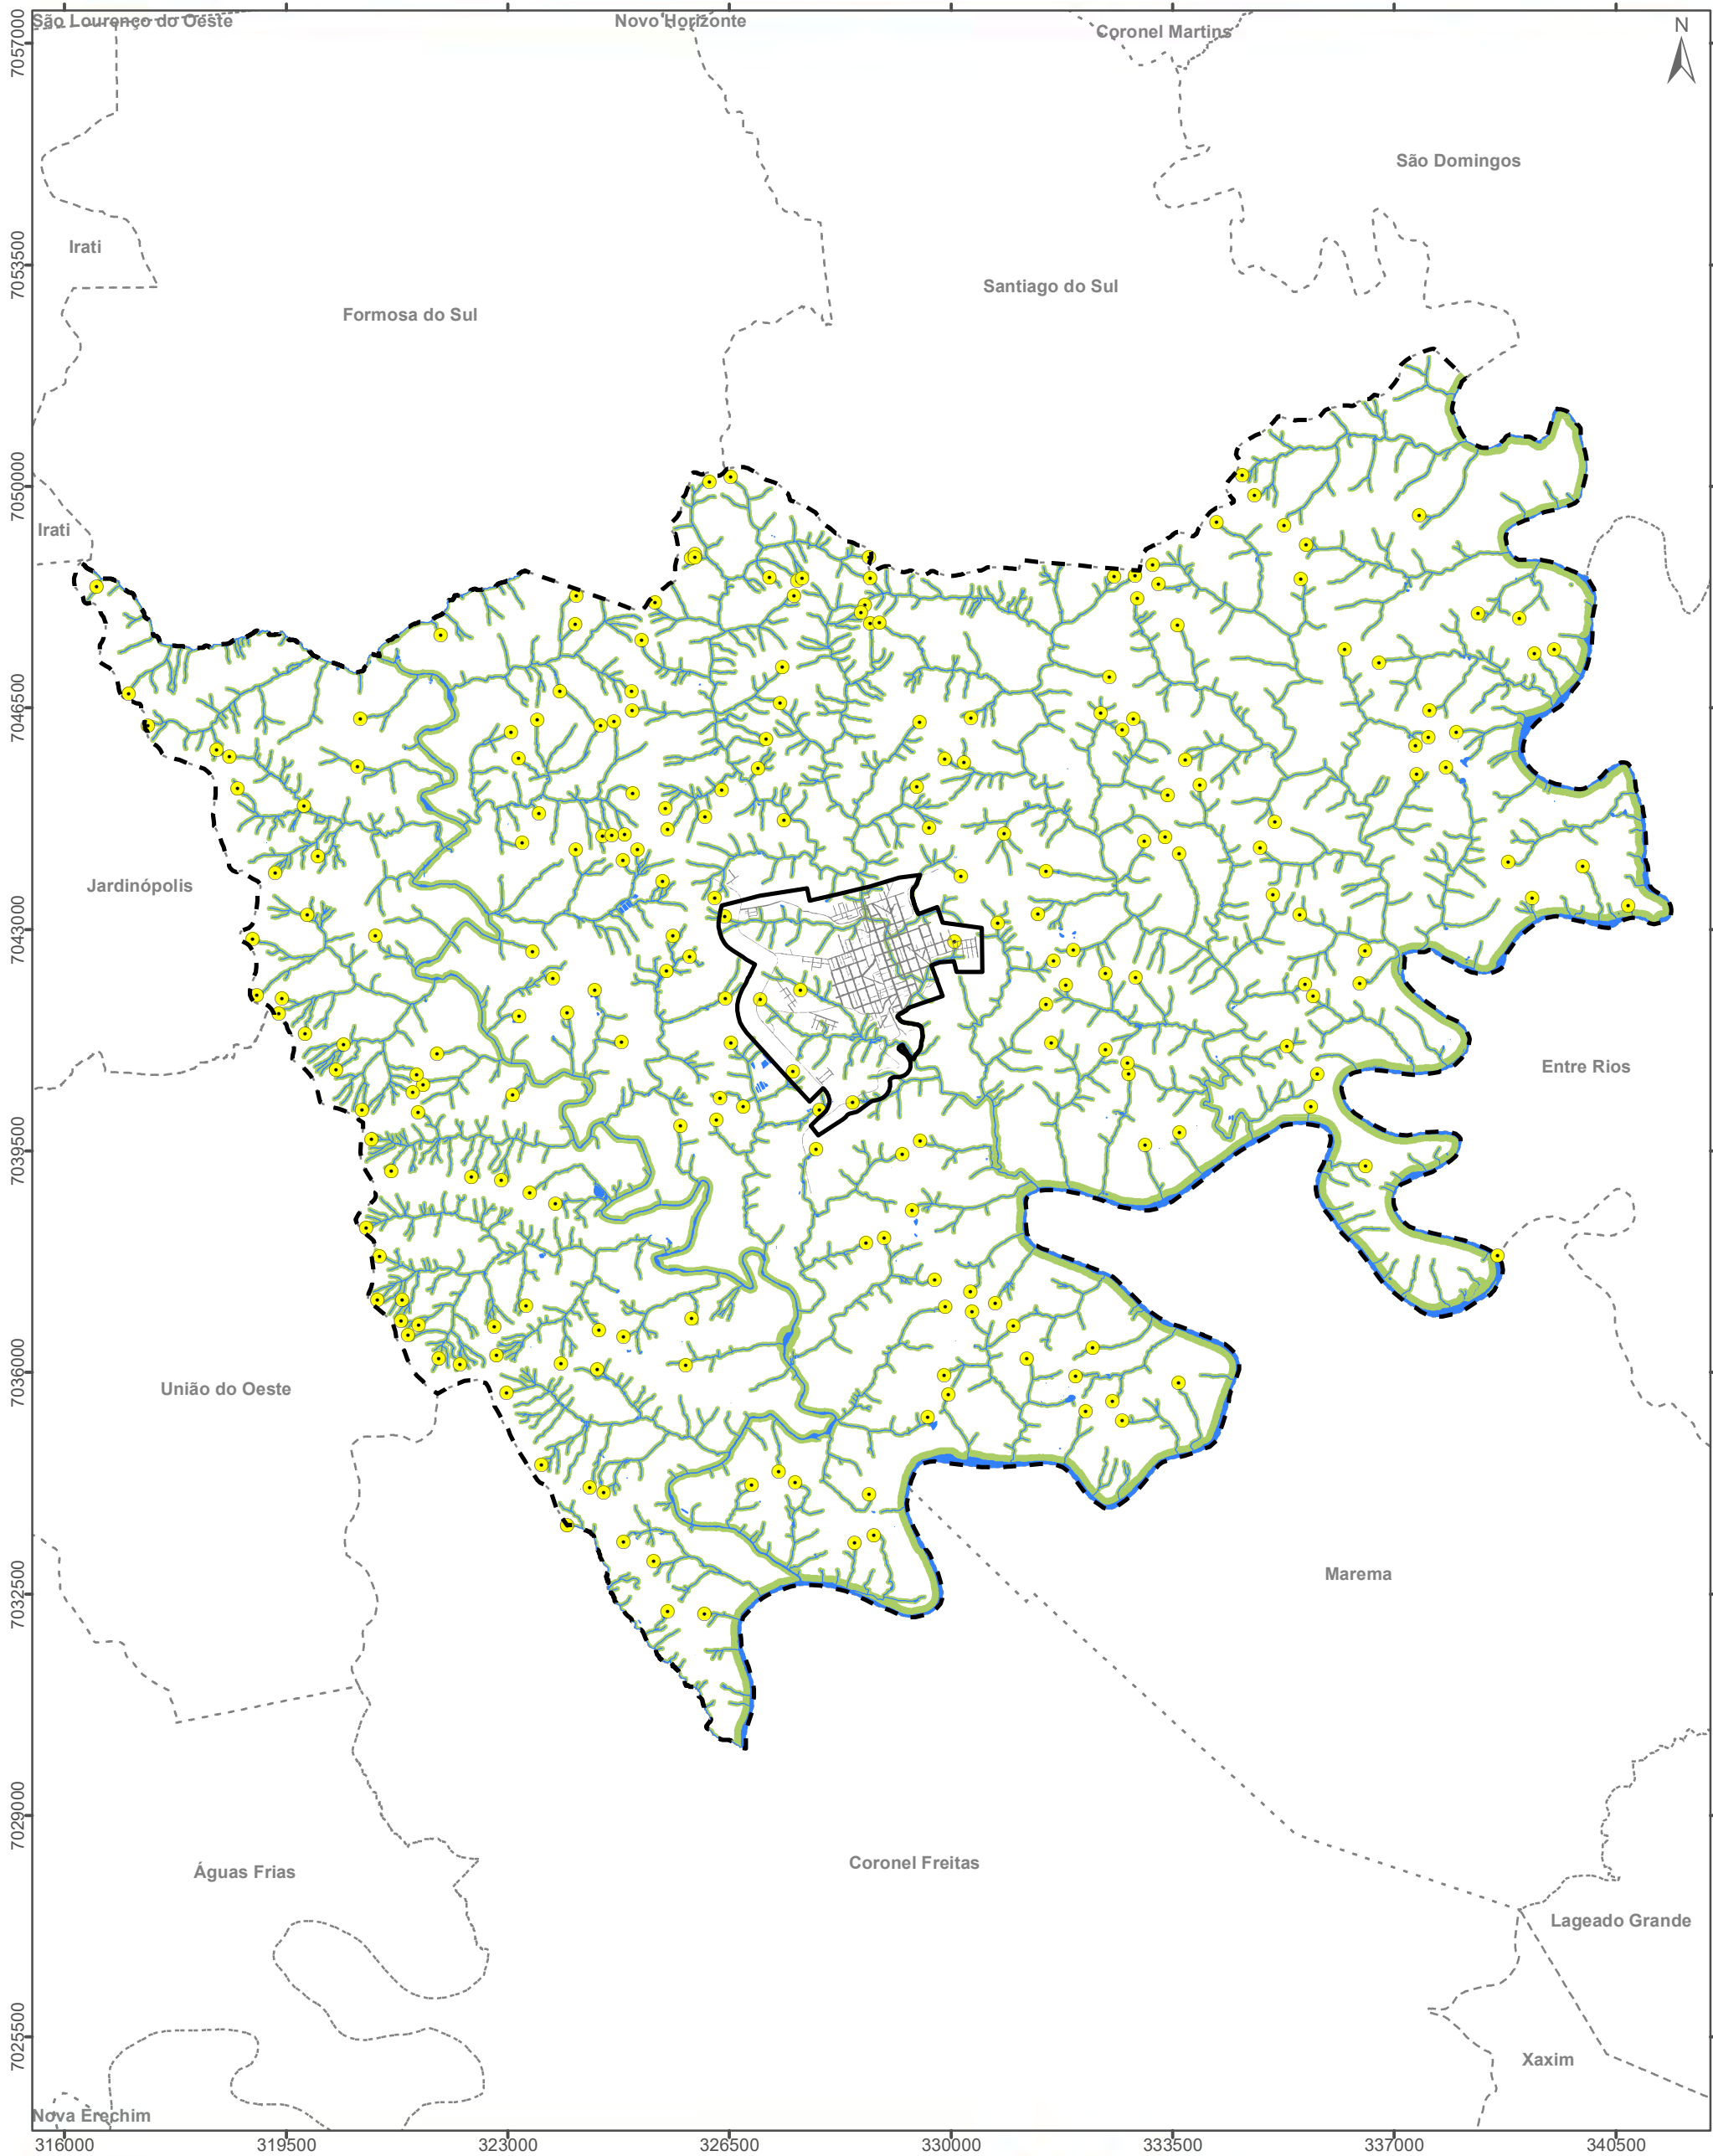 São Lourenço do Oeste
Novo Horizonte
Coronel Martins
N
São Domingos
Irati
Santiago do Sul
Formosa do Sul
Irati
Jardinópolis
Entre Rios
União do Oeste
Marema
Coronel Freitas
Águas Frias
Lageado Grande
Xaxim
Nova Erechim
7057000
7053500
7050000
7046500
7043000
7039500
7036000
7032500
7029000
7025500
316000 319500 323000 326500 330000 333500 337000 340500